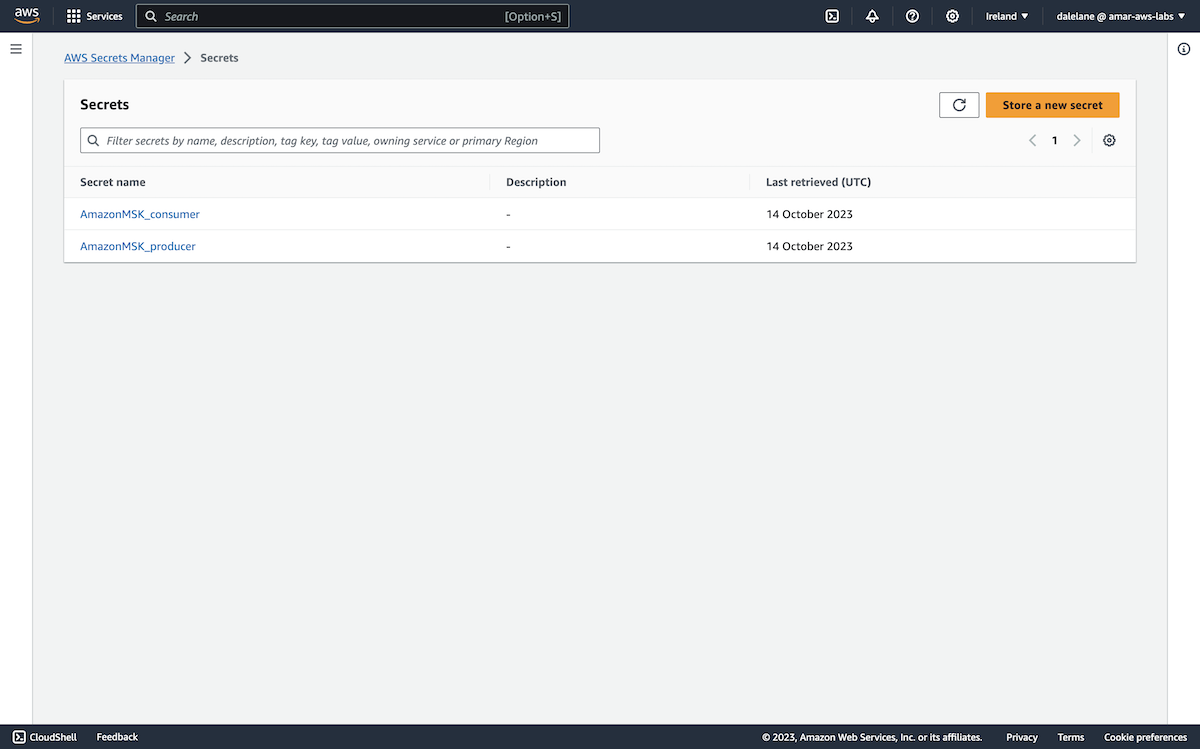 aws Services Search [Option+S] Ireland ▼ dalelane @ amar-aws-labs ▼
AWS Secrets Manager > Secrets
Secrets
Store a new secret
Filter secrets by name, description, tag key, tag value, owning service or primary Region
1
Secret name Description Last retrieved (UTC)
AmazonMSK_consumer - 14 October 2023
AmazonMSK_producer - 14 October 2023
CloudShell Feedback © 2023, Amazon Web Services, Inc. or its affiliates. Privacy Terms Cookie preferences